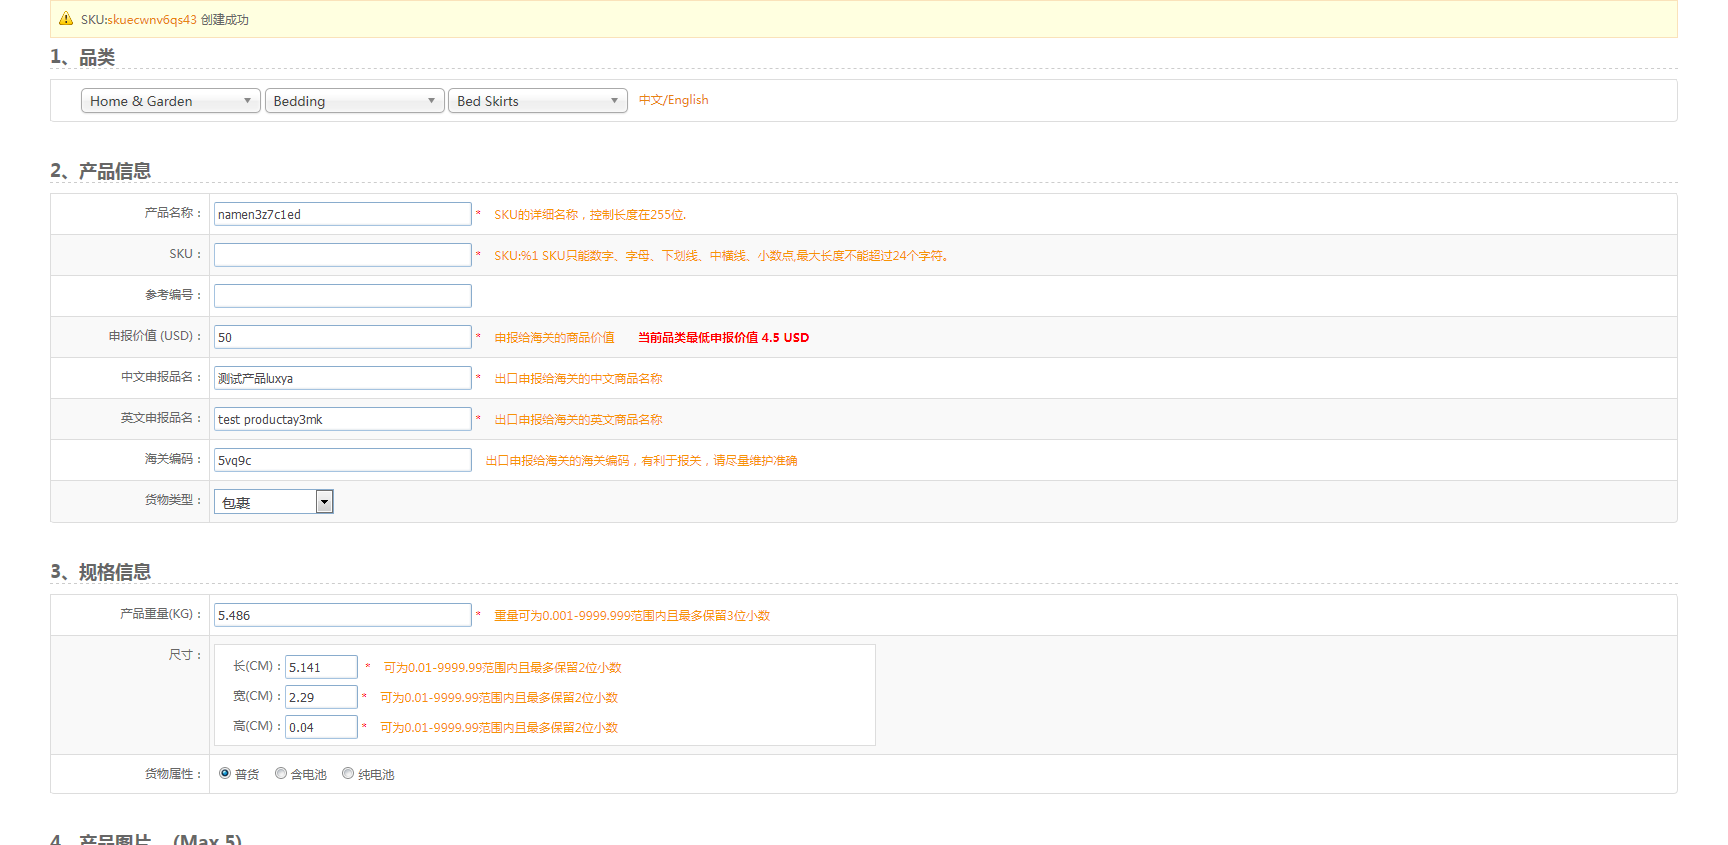 SKU:skuecwnv6qs43 创建成功
1、品类
Home & Garden Bedding Bed Skirts 中文/English
2、产品信息
产品名称： namen3z7c1ed * SKU的详细名称，控制长度在255位.
SKU： * SKU:%1 SKU只能数字、字母、下划线、中横线、小数点,最大长度不能超过24个字符。
参考编号：
申报价值 (USD)： 50 * 申报给海关的商品价值 当前品类最低申报价值 4.5 USD
中文申报品名： 测试产品luxya * 出口申报给海关的中文商品名称
英文申报品名： test productay3mk * 出口申报给海关的英文商品名称
海关编码： 5vq9c 出口申报给海关的海关编码，有利于报关，请尽量维护准确
货物类型： 包裹
3、规格信息
产品重量(KG)： 5.486 * 重量可为0.001-9999.999范围内且最多保留3位小数
尺寸：
长(CM)： 5.141 * 可为0.01-9999.99范围内且最多保留2位小数
宽(CM)： 2.29 * 可为0.01-9999.99范围内且最多保留2位小数
高(CM)： 0.04 * 可为0.01-9999.99范围内且最多保留2位小数
货物属性： 普货 含电池 纯电池
4、产品图片 (Max 5)